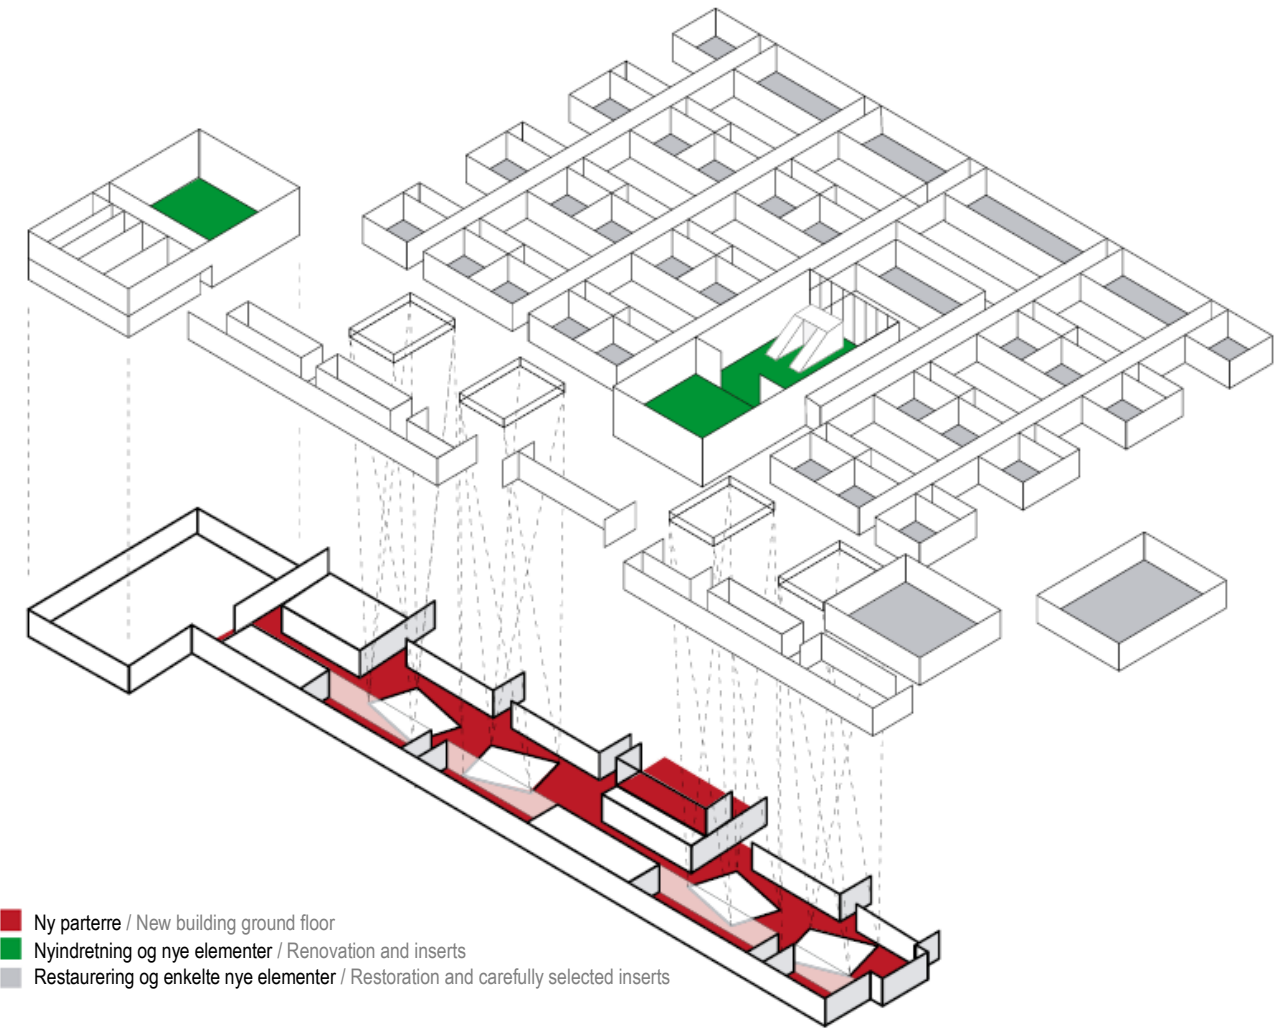 Ny parterre / New building ground floor
Nyindretning og nye elementer / Renovation and inserts
Restaurering og enkelte nye elementer / Restoration and carefully selected inserts